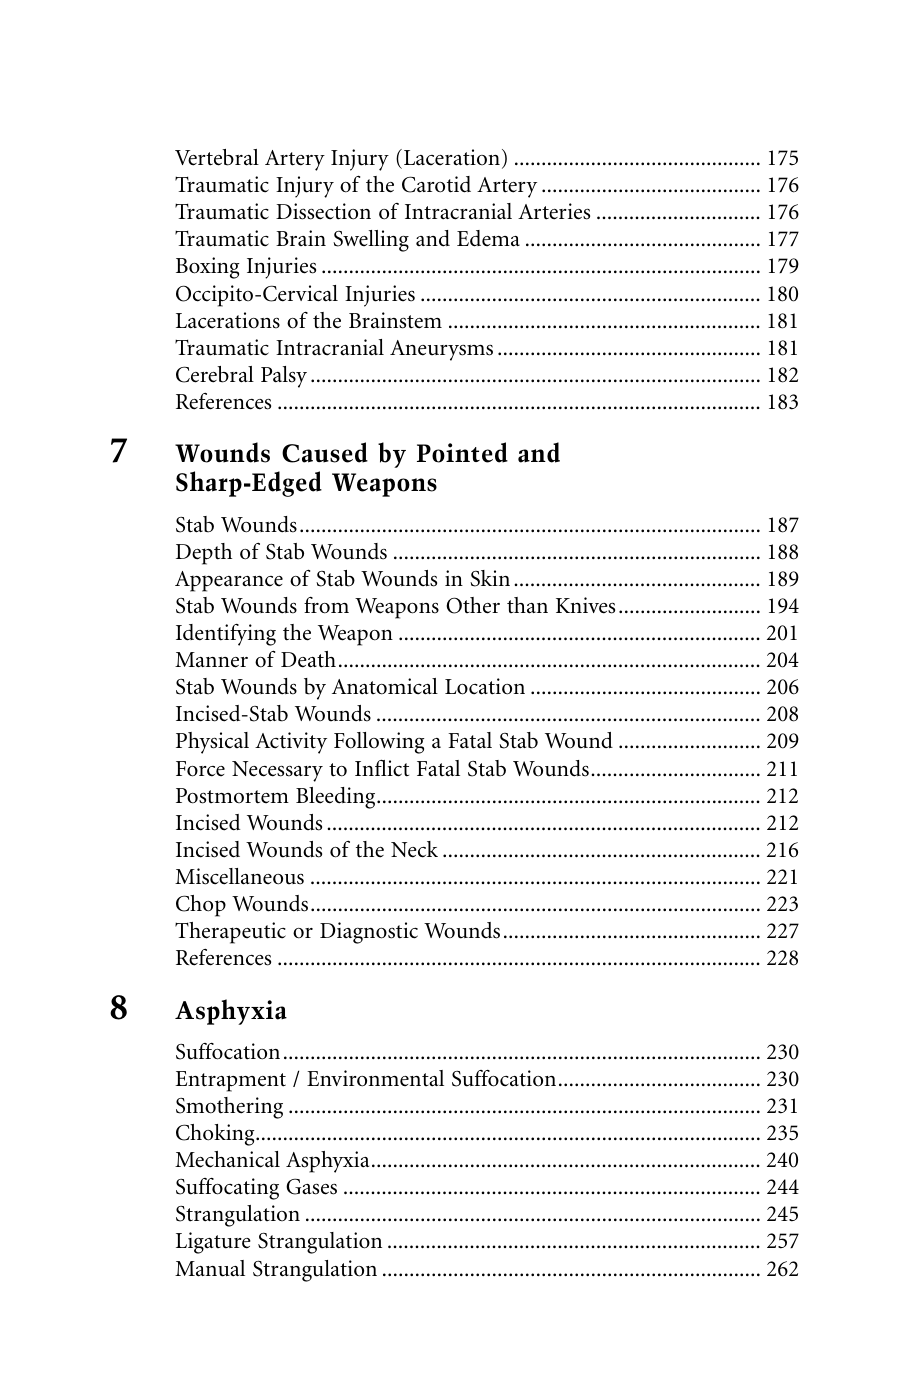 Vertebral Artery Injury (Laceration) ............................................. 175
Traumatic Injury of the Carotid Artery ........................................ 176
Traumatic Dissection of Intracranial Arteries .............................. 176
Traumatic Brain Swelling and Edema ........................................... 177
Boxing Injuries ................................................................................ 179
Occipito-Cervical Injuries .............................................................. 180
Lacerations of the Brainstem ......................................................... 181
Traumatic Intracranial Aneurysms ................................................ 181
Cerebral Palsy .................................................................................. 182
References ........................................................................................ 183
7 Wounds Caused by Pointed and
Sharp-Edged Weapons
Stab Wounds.................................................................................... 187
Depth of Stab Wounds ................................................................... 188
Appearance of Stab Wounds in Skin ............................................. 189
Stab Wounds from Weapons Other than Knives.......................... 194
Identifying the Weapon .................................................................. 201
Manner of Death............................................................................. 204
Stab Wounds by Anatomical Location .......................................... 206
Incised-Stab Wounds ...................................................................... 208
Physical Activity Following a Fatal Stab Wound .......................... 209
Force Necessary to Inflict Fatal Stab Wounds............................... 211
Postmortem Bleeding...................................................................... 212
Incised Wounds ............................................................................... 212
Incised Wounds of the Neck .......................................................... 216
Miscellaneous .................................................................................. 221
Chop Wounds.................................................................................. 223
Therapeutic or Diagnostic Wounds............................................... 227
References ........................................................................................ 228
8 Asphyxia
Suffocation....................................................................................... 230
Entrapment / Environmental Suffocation..................................... 230
Smothering ...................................................................................... 231
Choking............................................................................................ 235
Mechanical Asphyxia....................................................................... 240
Suffocating Gases ............................................................................ 244
Strangulation ................................................................................... 245
Ligature Strangulation .................................................................... 257
Manual Strangulation ..................................................................... 262